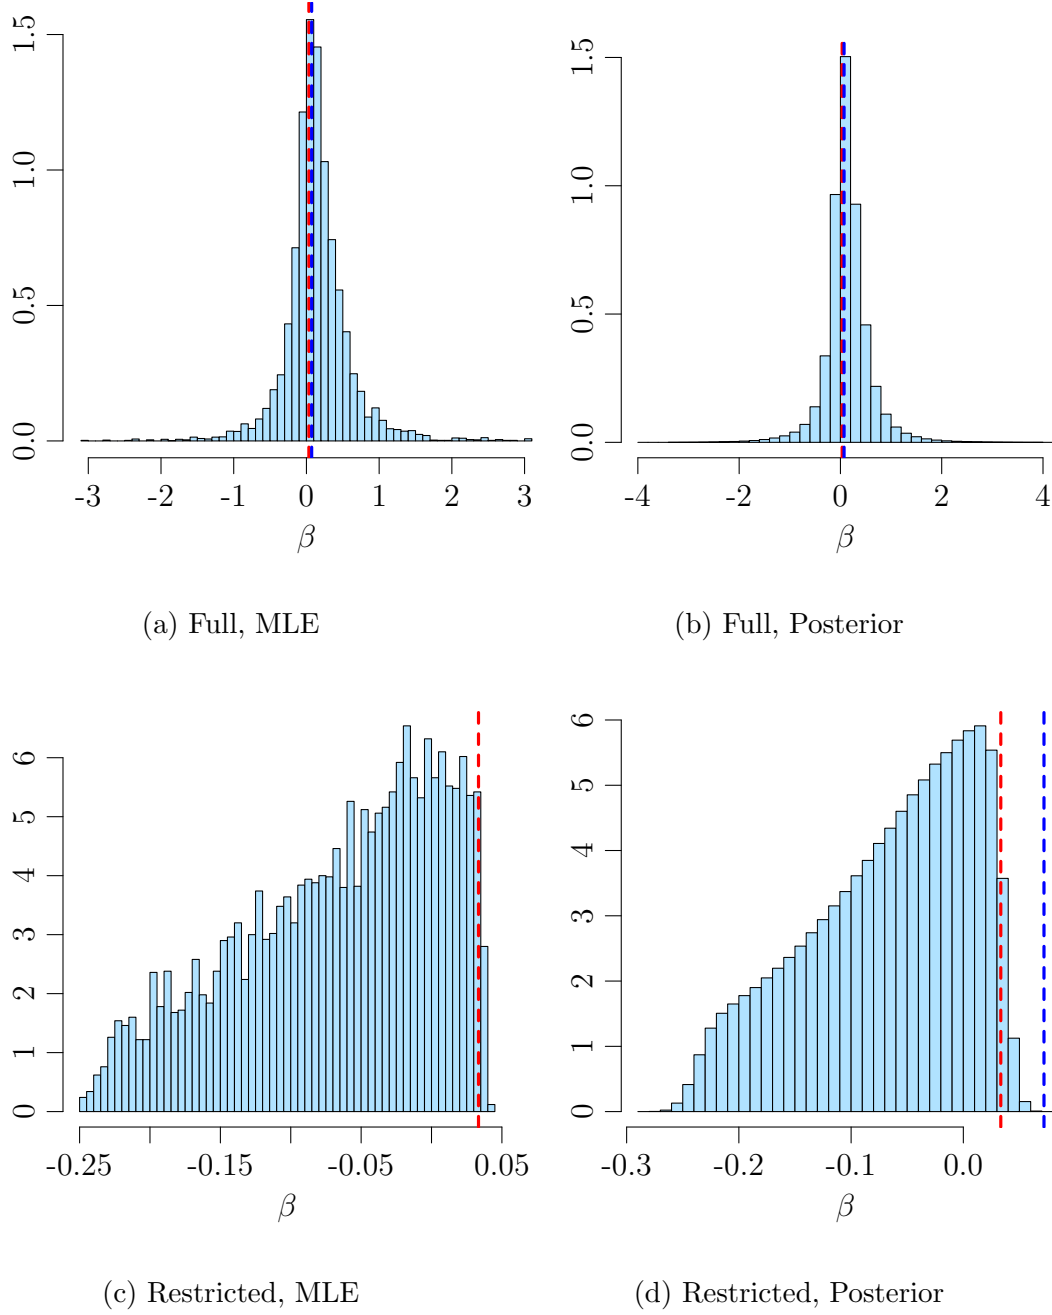 0.0 0.5 1.0 1.5
-3 -2 -1 0 1 2 3
β
(a) Full, MLE
0.0 0.5 1.0 1.5
-4 -2 0 2 4
β
(b) Full, Posterior
0 1 2 3 4 5 6
-0.25 -0.15 -0.05 0.05
β
(c) Restricted, MLE
0 1 2 3 4 5 6
-0.3 -0.2 -0.1 0.0
β
(d) Restricted, Posterior